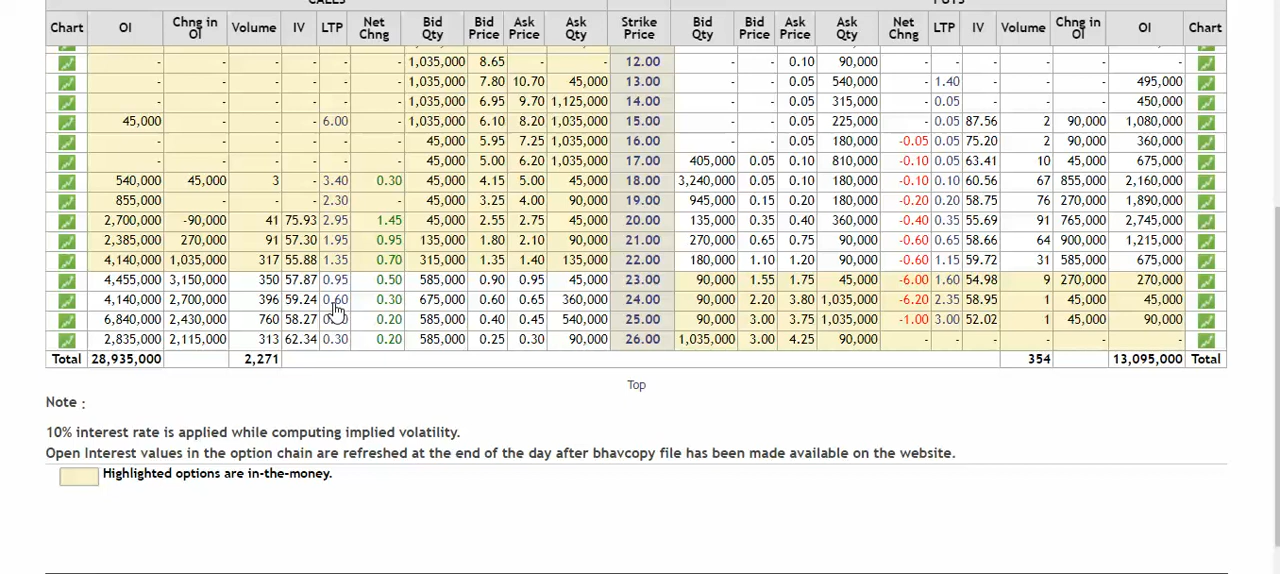 Chart OI Chng in OI Volume IV LTP Net Chng Bid Qty Bid Price Ask Price Ask Qty Strike Price Bid Qty Bid Price Ask Price Ask Qty Net Chng LTP IV Volume Chng in OI OI Chart
- - - - - - 1,035,000 8.65 - - 12.00 - - 0.10 90,000 - - - - - -
- - - - - - 1,035,000 7.80 10.70 45,000 13.00 - - 0.05 540,000 - 1.40 - - - 495,000
- - - - - - 1,035,000 6.95 9.70 1,125,000 14.00 - - 0.05 315,000 - 0.05 - - - 450,000
45,000 - - - 6.00 - 1,035,000 6.10 8.20 1,035,000 15.00 - - 0.05 225,000 - 0.05 87.56 2 90,000 1,080,000
- - - - - - 45,000 5.95 7.25 1,035,000 16.00 - - 0.05 180,000 -0.05 0.05 75.20 2 90,000 360,000
- - - - - - 45,000 5.00 6.20 1,035,000 17.00 405,000 0.05 0.10 810,000 -0.10 0.05 63.41 10 45,000 675,000
540,000 45,000 3 - 3.40 0.30 45,000 4.15 5.00 45,000 18.00 3,240,000 0.05 0.10 180,000 -0.10 0.10 60.56 67 855,000 2,160,000
855,000 - - - 2.30 - 45,000 3.25 4.00 90,000 19.00 945,000 0.15 0.20 180,000 -0.20 0.20 58.75 76 270,000 1,890,000
2,700,000 -90,000 41 75.93 2.95 1.45 45,000 2.55 2.75 45,000 20.00 135,000 0.35 0.40 360,000 -0.40 0.35 55.69 91 765,000 2,745,000
2,385,000 270,000 91 57.30 1.95 0.95 135,000 1.80 2.10 90,000 21.00 270,000 0.65 0.75 90,000 -0.60 0.65 58.66 64 900,000 1,215,000
4,140,000 1,035,000 317 55.88 1.35 0.70 315,000 1.35 1.40 135,000 22.00 180,000 1.10 1.20 90,000 -0.60 1.15 59.72 31 585,000 675,000
4,455,000 3,150,000 350 57.87 0.95 0.50 585,000 0.90 0.95 45,000 23.00 90,000 1.55 1.75 45,000 -6.00 1.60 54.98 9 270,000 270,000
4,140,000 2,700,000 396 59.24 0.60 0.30 675,000 0.60 0.65 360,000 24.00 90,000 2.20 3.80 1,035,000 -6.20 2.35 58.95 1 45,000 45,000
6,840,000 2,430,000 760 58.27 0.20 585,000 0.40 0.45 540,000 25.00 90,000 3.00 3.75 1,035,000 -1.00 3.00 52.02 1 45,000 90,000
2,835,000 2,115,000 313 62.34 0.30 0.20 585,000 0.25 0.30 90,000 26.00 1,035,000 3.00 4.25 90,000 - - - - - -
Total 28,935,000 2,271 354 13,095,000 Total
Top
Note :
10% interest rate is applied while computing implied volatility.
Open Interest values in the option chain are refreshed at the end of the day after bhavcopy file has been made available on the website.
Highlighted options are in-the-money.